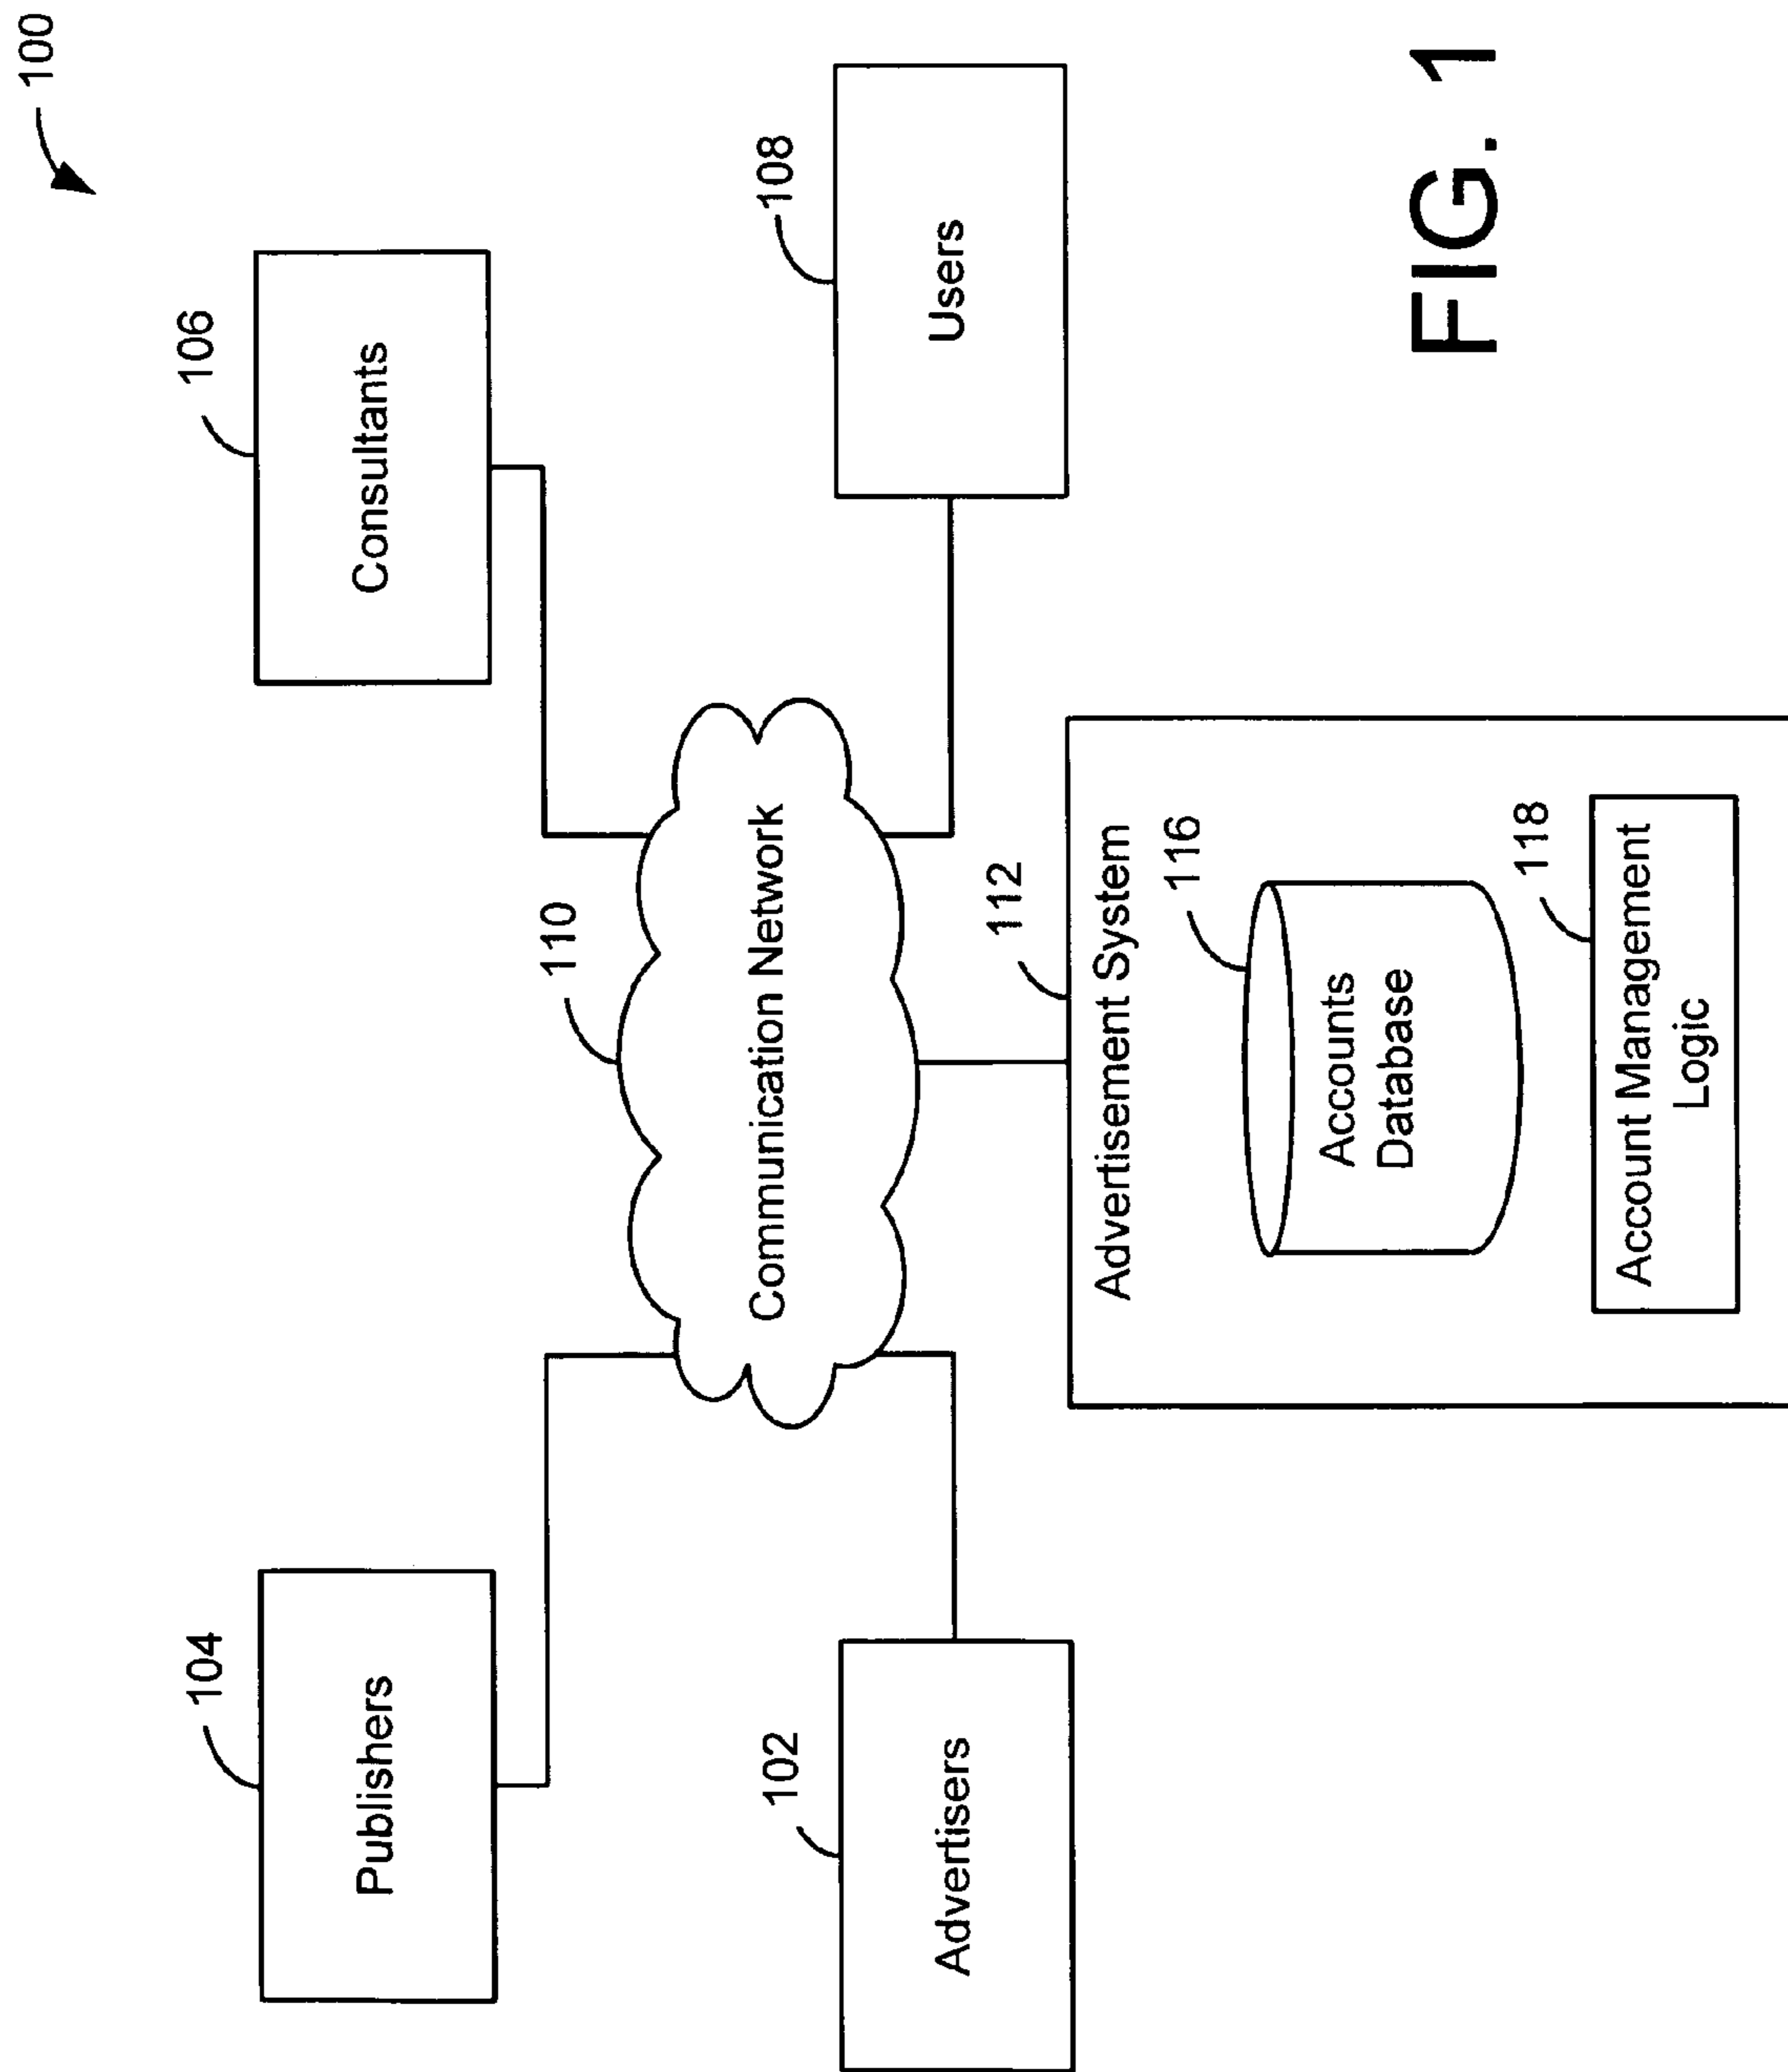 100
104
Publishers
106
Consultants
110
Communication Network
102
Advertisers
108
Users
112
Advertisement System
116
Accounts
Database
118
Account Management
Logic
FIG. 1